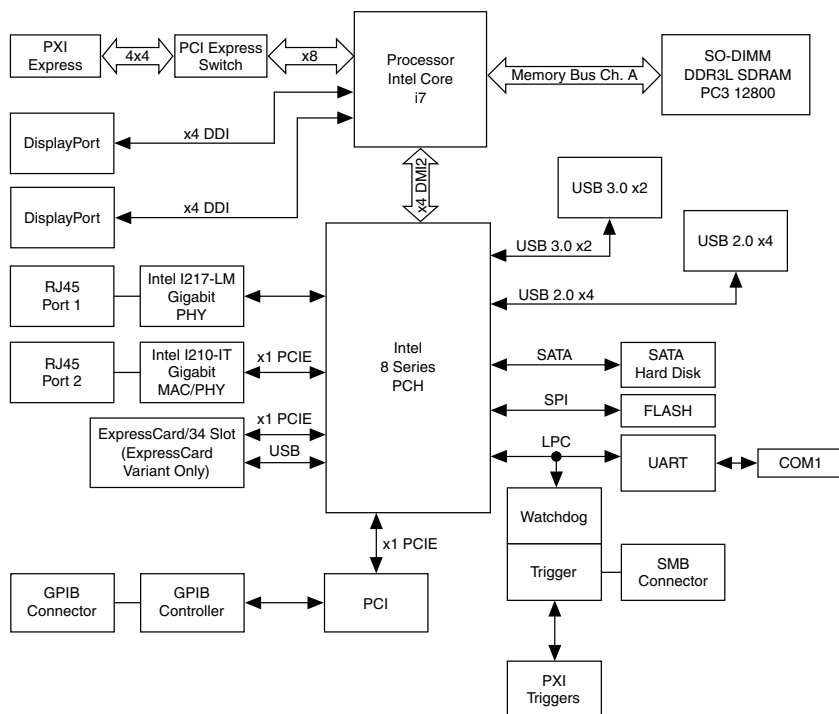 PXI
Express
4x4
PCI Express
Switch
x8
Processor
Intel Core
i7
Memory Bus Ch. A
SO-DIMM
DDR3L SDRAM
PC3 12800
DisplayPort
x4 DDI
DisplayPort
x4 DDI
x4 DMI2
USB 3.0 x2
USB 3.0 x2
USB 2.0 x4
USB 2.0 x4
RJ45
Port 1
Intel I217-LM
Gigabit
PHY
Intel
8 Series
PCH
RJ45
Port 2
Intel I210-IT
Gigabit
MAC/PHY
x1 PCIE
SATA
SATA
Hard Disk
SPI
FLASH
ExpressCard/34 Slot
(ExpressCard
Variant Only)
x1 PCIE
USB
LPC
UART
COM1
Watchdog
Trigger
SMB
Connector
x1 PCIE
GPIB
Connector
GPIB
Controller
PCI
PXI
Triggers